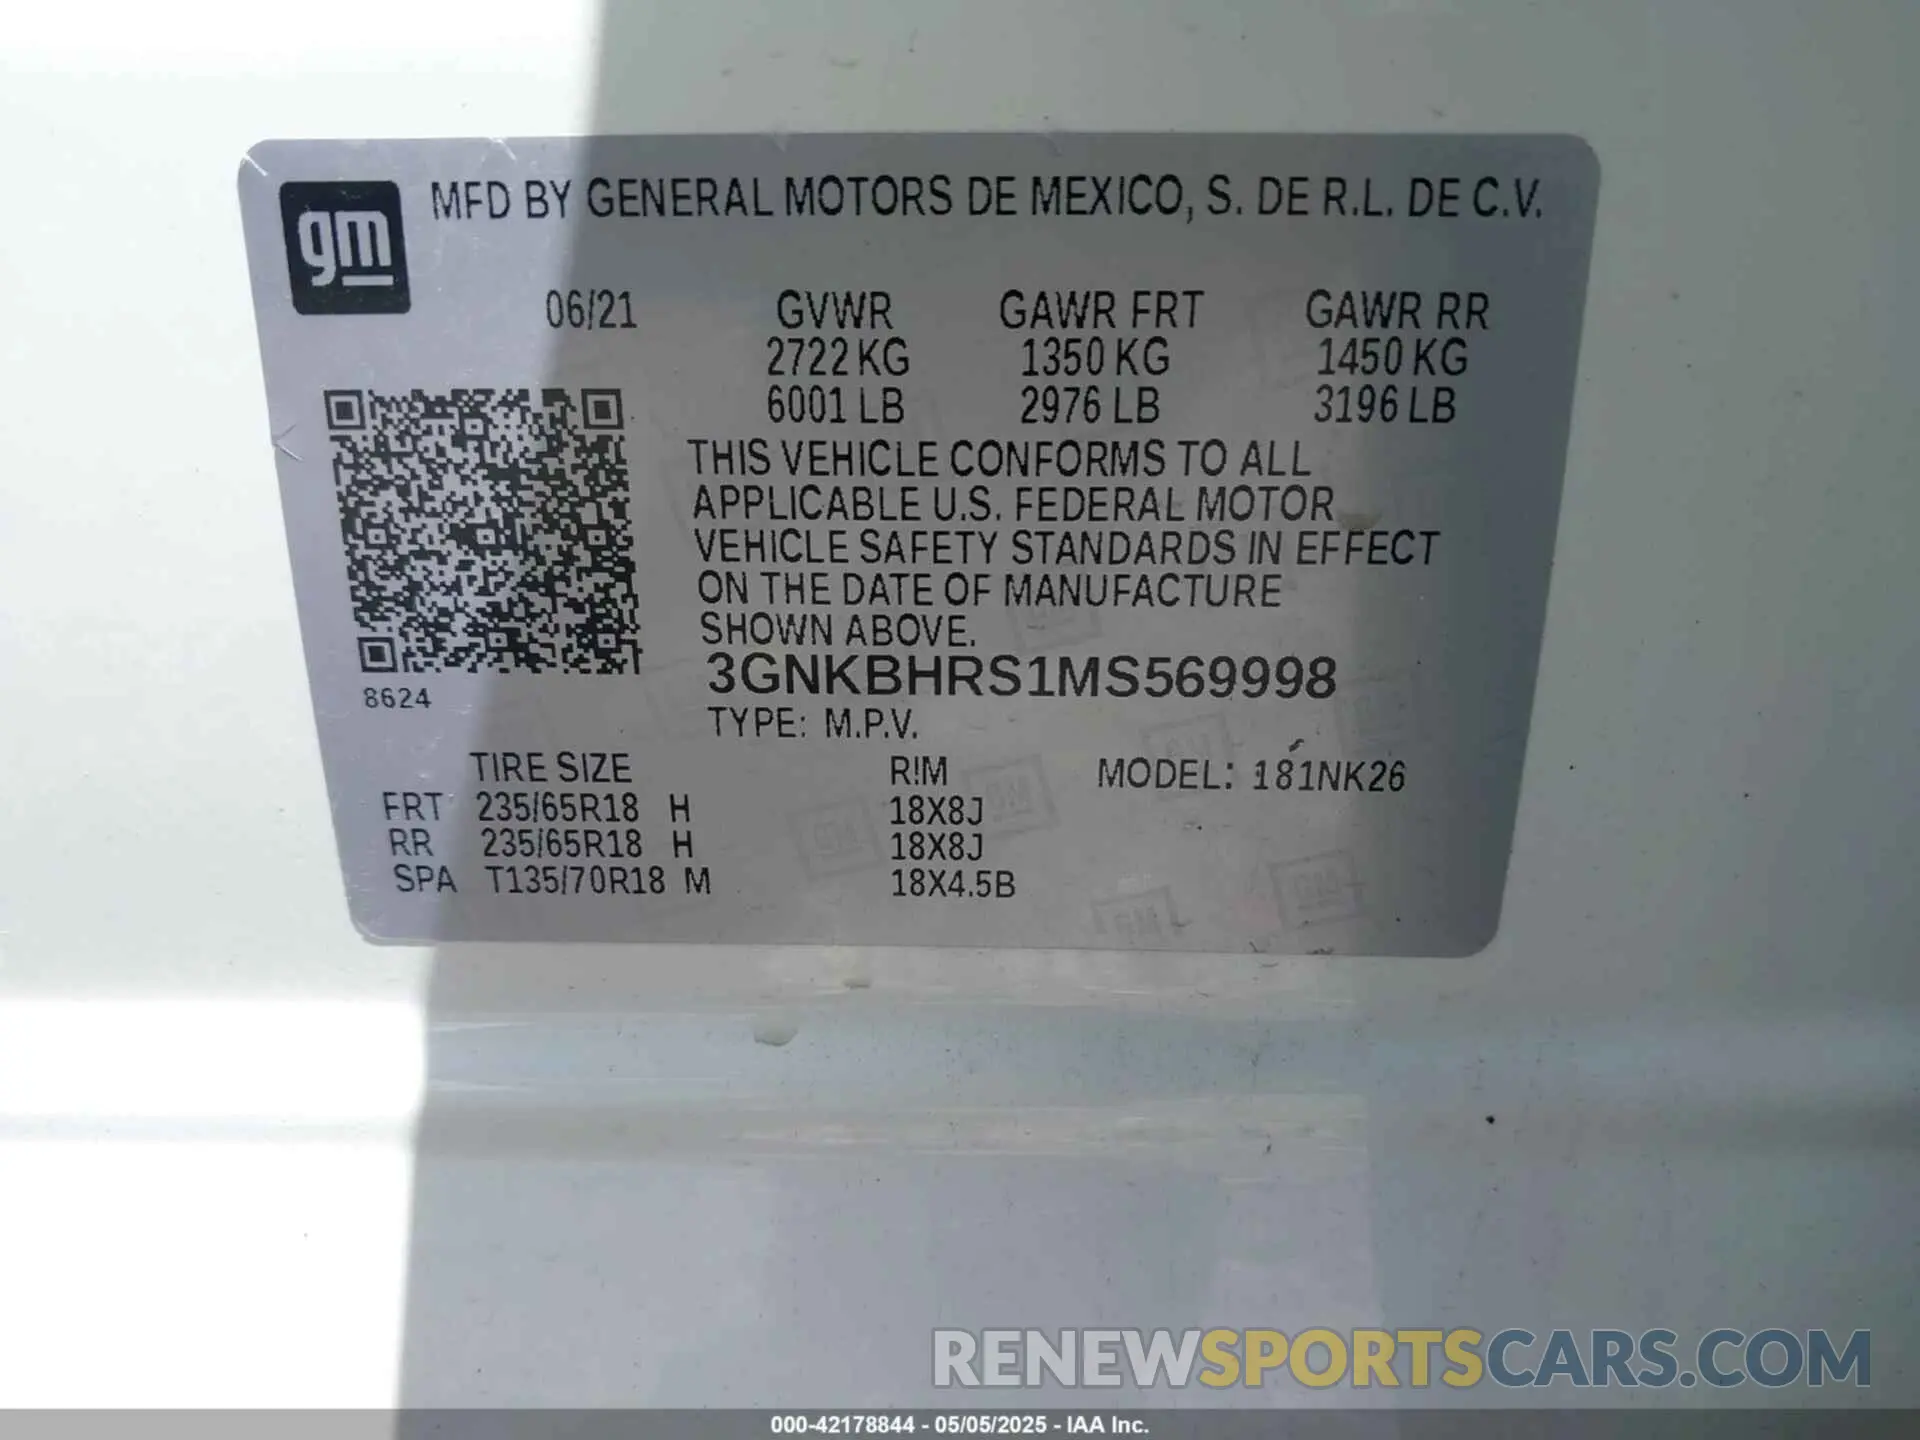 gm
MFD BY GENERAL MOTORS DE MEXICO, S. DE R.L. DE C.V.
06/21 GVWR GAWR FRT GAWR RR
2722 KG 1350 KG 1450 KG
6001 LB 2976 LB 3196 LB
THIS VEHICLE CONFORMS TO ALL
APPLICABLE U.S. FEDERAL MOTOR
VEHICLE SAFETY STANDARDS IN EFFECT
ON THE DATE OF MANUFACTURE
SHOWN ABOVE.
3GNKBHRS1MS569998
8624
TYPE: M.P.V.
TIRE SIZE RIM MODEL: 181NK26
FRT 235/65R18 H 18X8J
RR 235/65R18 H 18X8J
SPA T135/70R18 M 18X4.5B
RENEWSPORTSCARS.COM
000-42178844 - 05/05/2025 - IAA Inc.